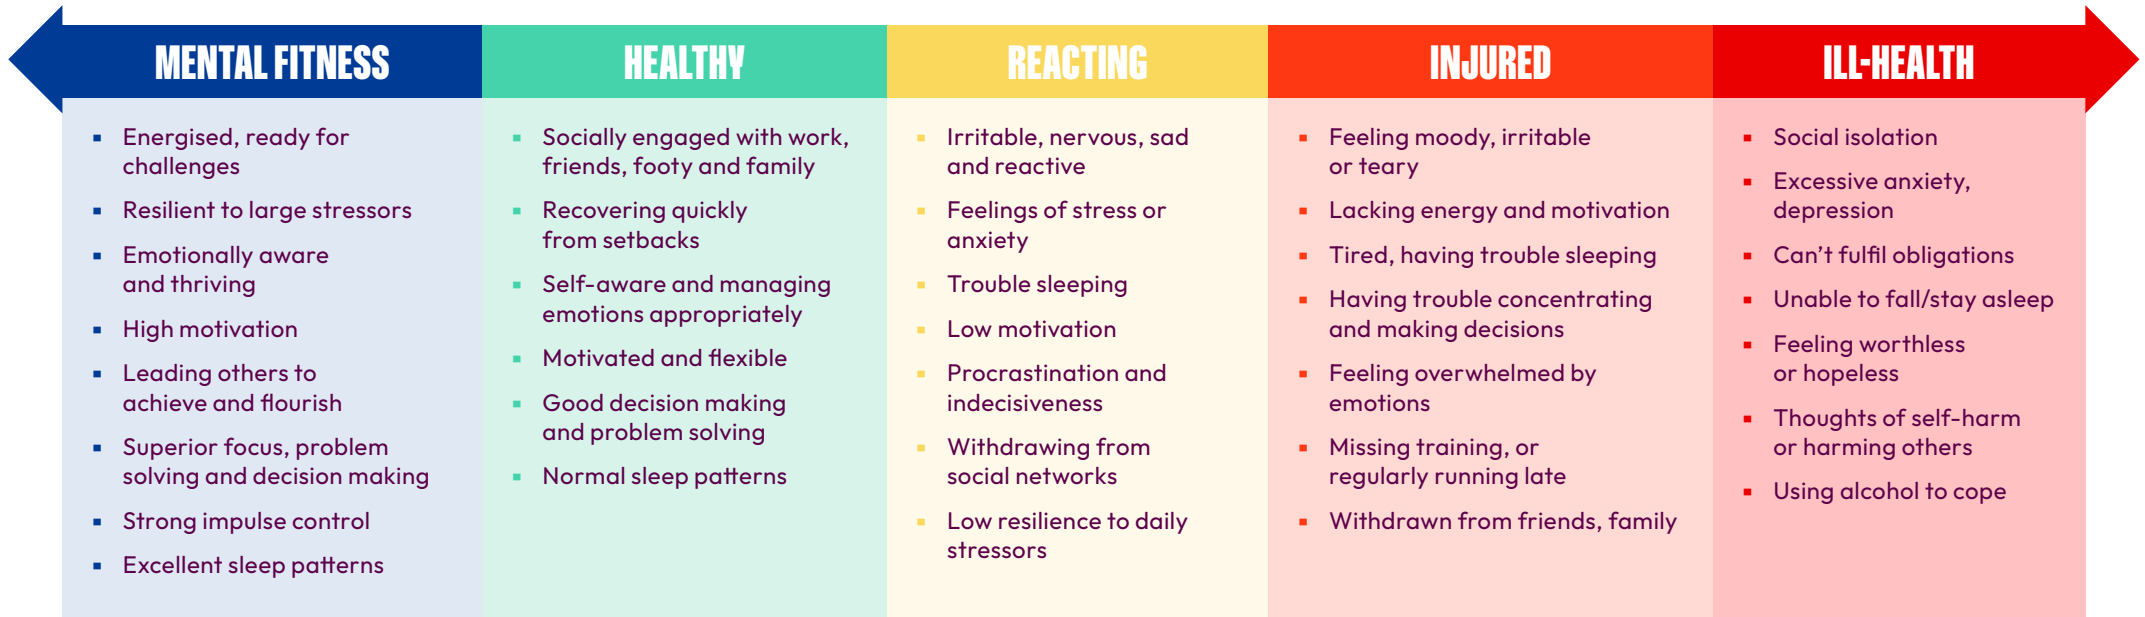 MENTAL FITNESS
Energised, ready for
challenges
Resilient to large stressors
Emotionally aware
and thriving
High motivation
Leading others to
achieve and flourish
Superior focus, problem
solving and decision making
Strong impulse control
Excellent sleep patterns
HEALTHY
Socially engaged with work,
friends, footy and family
Recovering quickly
from setbacks
Self-aware and managing
emotions appropriately
Motivated and flexible
Good decision making
and problem solving
Normal sleep patterns
REACTING
Irritable, nervous, sad
and reactive
Feelings of stress or
anxiety
Trouble sleeping
Low motivation
Procrastination and
indecisiveness
Withdrawing from
social networks
Low resilience to daily
stressors
INJURED
Feeling moody, irritable
or teary
Lacking energy and motivation
Tired, having trouble sleeping
Having trouble concentrating
and making decisions
Feeling overwhelmed by
emotions
Missing training, or
regularly running late
Withdrawn from friends, family
ILL-HEALTH
Social isolation
Excessive anxiety,
depression
Can't fulfil obligations
Unable to fall/stay asleep
Feeling worthless
or hopeless
Thoughts of self-harm
or harming others
Using alcohol to cope